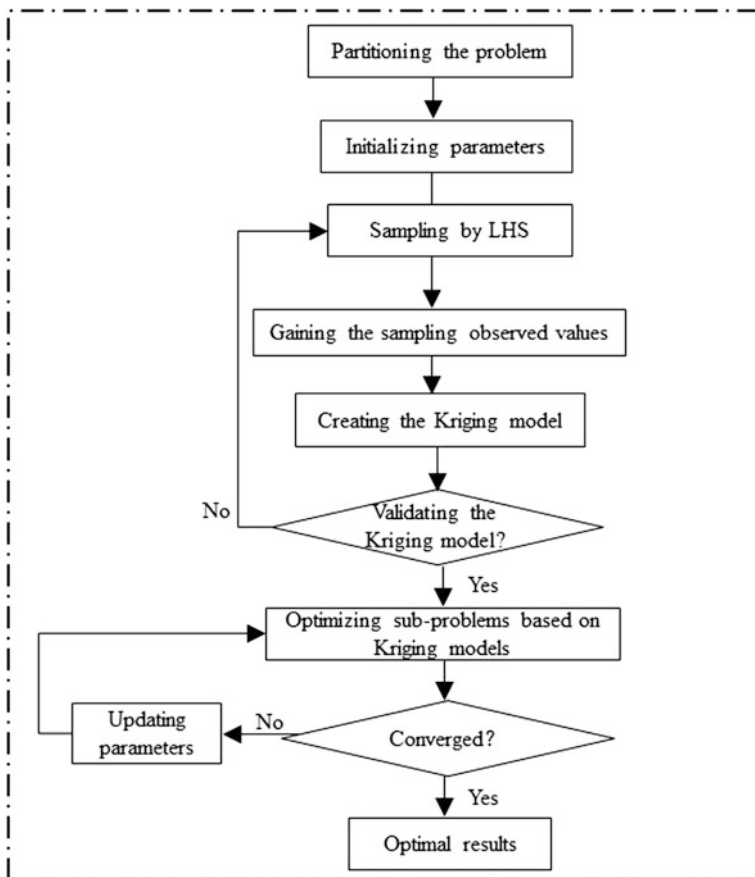 Partitioning the problem
Initializing parameters
Sampling by LHS
Gaining the sampling observed values
Creating the Kriging model
No
Validating the
Kriging model?
Yes
Optimizing sub-problems based on
Kriging models
Updating
parameters
No
Converged?
Yes
Optimal results